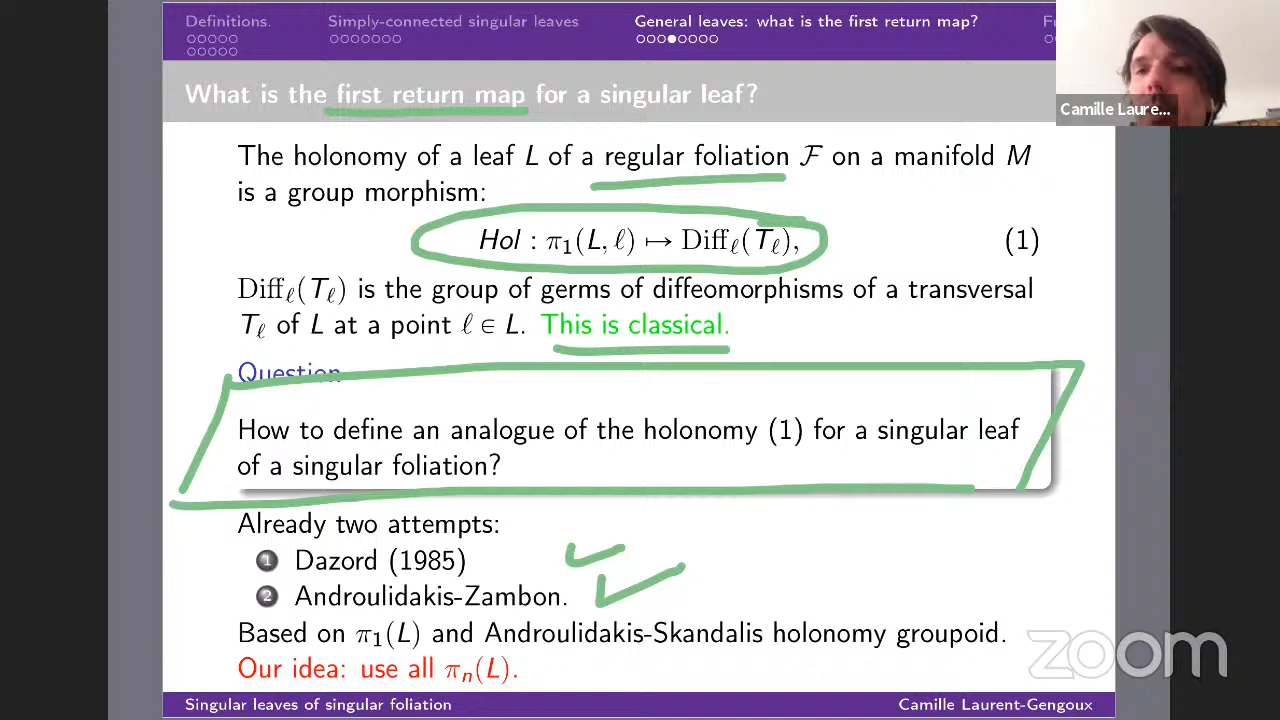 Definitions.
Simply-connected singular leaves
General leaves: what is the first return map?
What is the first return map for a singular leaf?
Camille Laure...
The holonomy of a leaf L of a regular foliation ℱ on a manifold M
is a group morphism:
Hol : π₁(L, ℓ) ↦ Diff_ℓ(T_ℓ), (1)
Diff_ℓ(T_ℓ) is the group of germs of diffeomorphisms of a transversal
T_ℓ of L at a point ℓ ∈ L. This is classical.
Question
How to define an analogue of the holonomy (1) for a singular leaf
of a singular foliation?
Already two attempts:
1 Dazord (1985)
2 Androulidakis-Zambon.
Based on π₁(L) and Androulidakis-Skandalis holonomy groupoid.
Our idea: use all πₙ(L).
zoom
Singular leaves of singular foliation
Camille Laurent-Gengoux